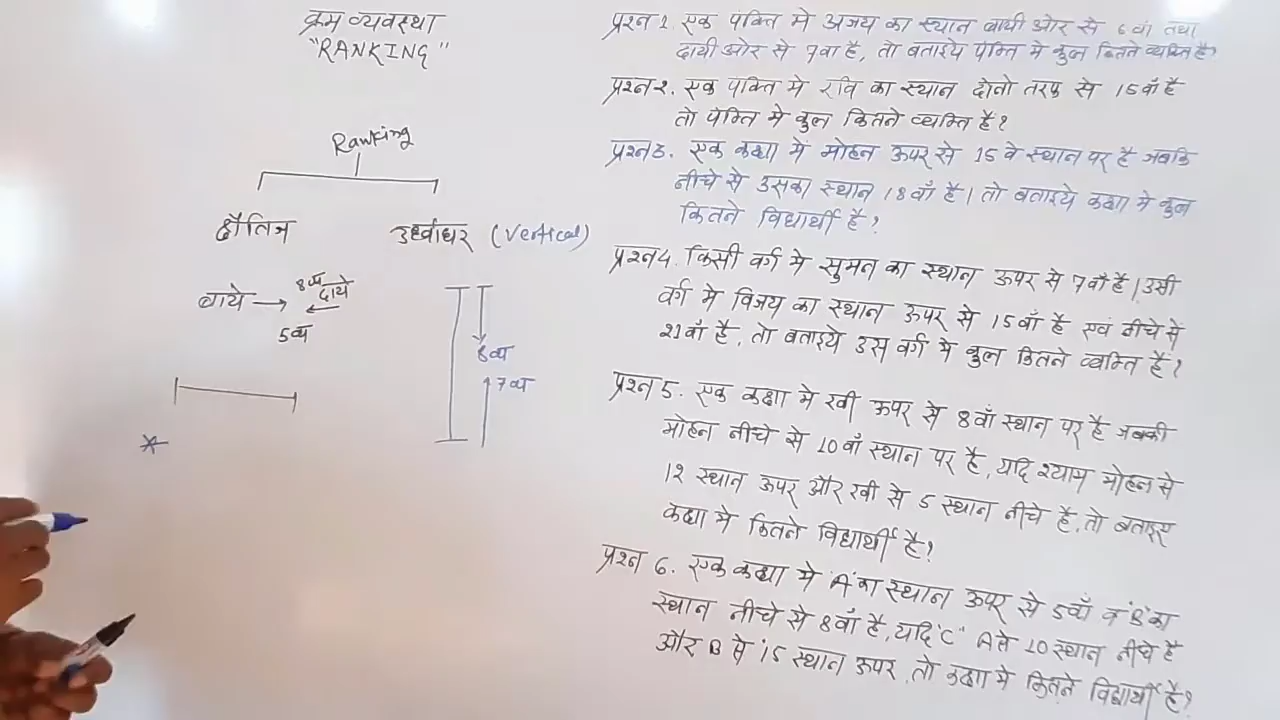 क्रम व्यवस्था
"RANKING"
Ranking
क्षैतिज
उर्ध्वाधर (Vertical)
बाये → 8वा दाये
5वा
8वा
7वा
*
प्रश्न 1. एक पंक्ति मे अजय का स्थान बायी ओर से 6 वां तथा
दायी ओर से 7वा है, तो बताइये पंक्ति मे कुल कितने व्यक्ति है?
प्रश्न २. एक पंक्ति मे रवि का स्थान दोनो तरफ से 15 वाँ है
तो पंक्ति मे कुल कितने व्यक्ति है?
प्रश्न 3. एक कक्षा मे मोहन ऊपर से 15 वे स्थान पर है जबकि
नीचे से उसका स्थान 18वाँ है। तो बताइये कक्षा मे कुल
कितने विद्यार्थी है?
प्रश्न 4. किसी वर्ग मे सुमन का स्थान ऊपर से 7वाँ है। उसी
वर्ग मे विजय का स्थान ऊपर से 15वाँ है एवं नीचे से
21वाँ है, तो बताइये उस वर्ग मे कुल कितने व्यक्ति है?
प्रश्न 5. एक कक्षा मे रवी ऊपर से 8वाँ स्थान पर है जबकी
मोहन नीचे से 10वाँ स्थान पर है, यदि श्याम मोहन से
1२ स्थान ऊपर और रवी से 5 स्थान नीचे है, तो बताइए
कक्षा मे कितने विद्यार्थी है?
प्रश्न 6. एक कक्षा मे 'A' का स्थान ऊपर से 5वाँ व 'B' का
स्थान नीचे से 8वाँ है, यदि "C" A से 10 स्थान नीचे है
और B से 15 स्थान ऊपर, तो कक्षा मे कितने विद्यार्थी है?